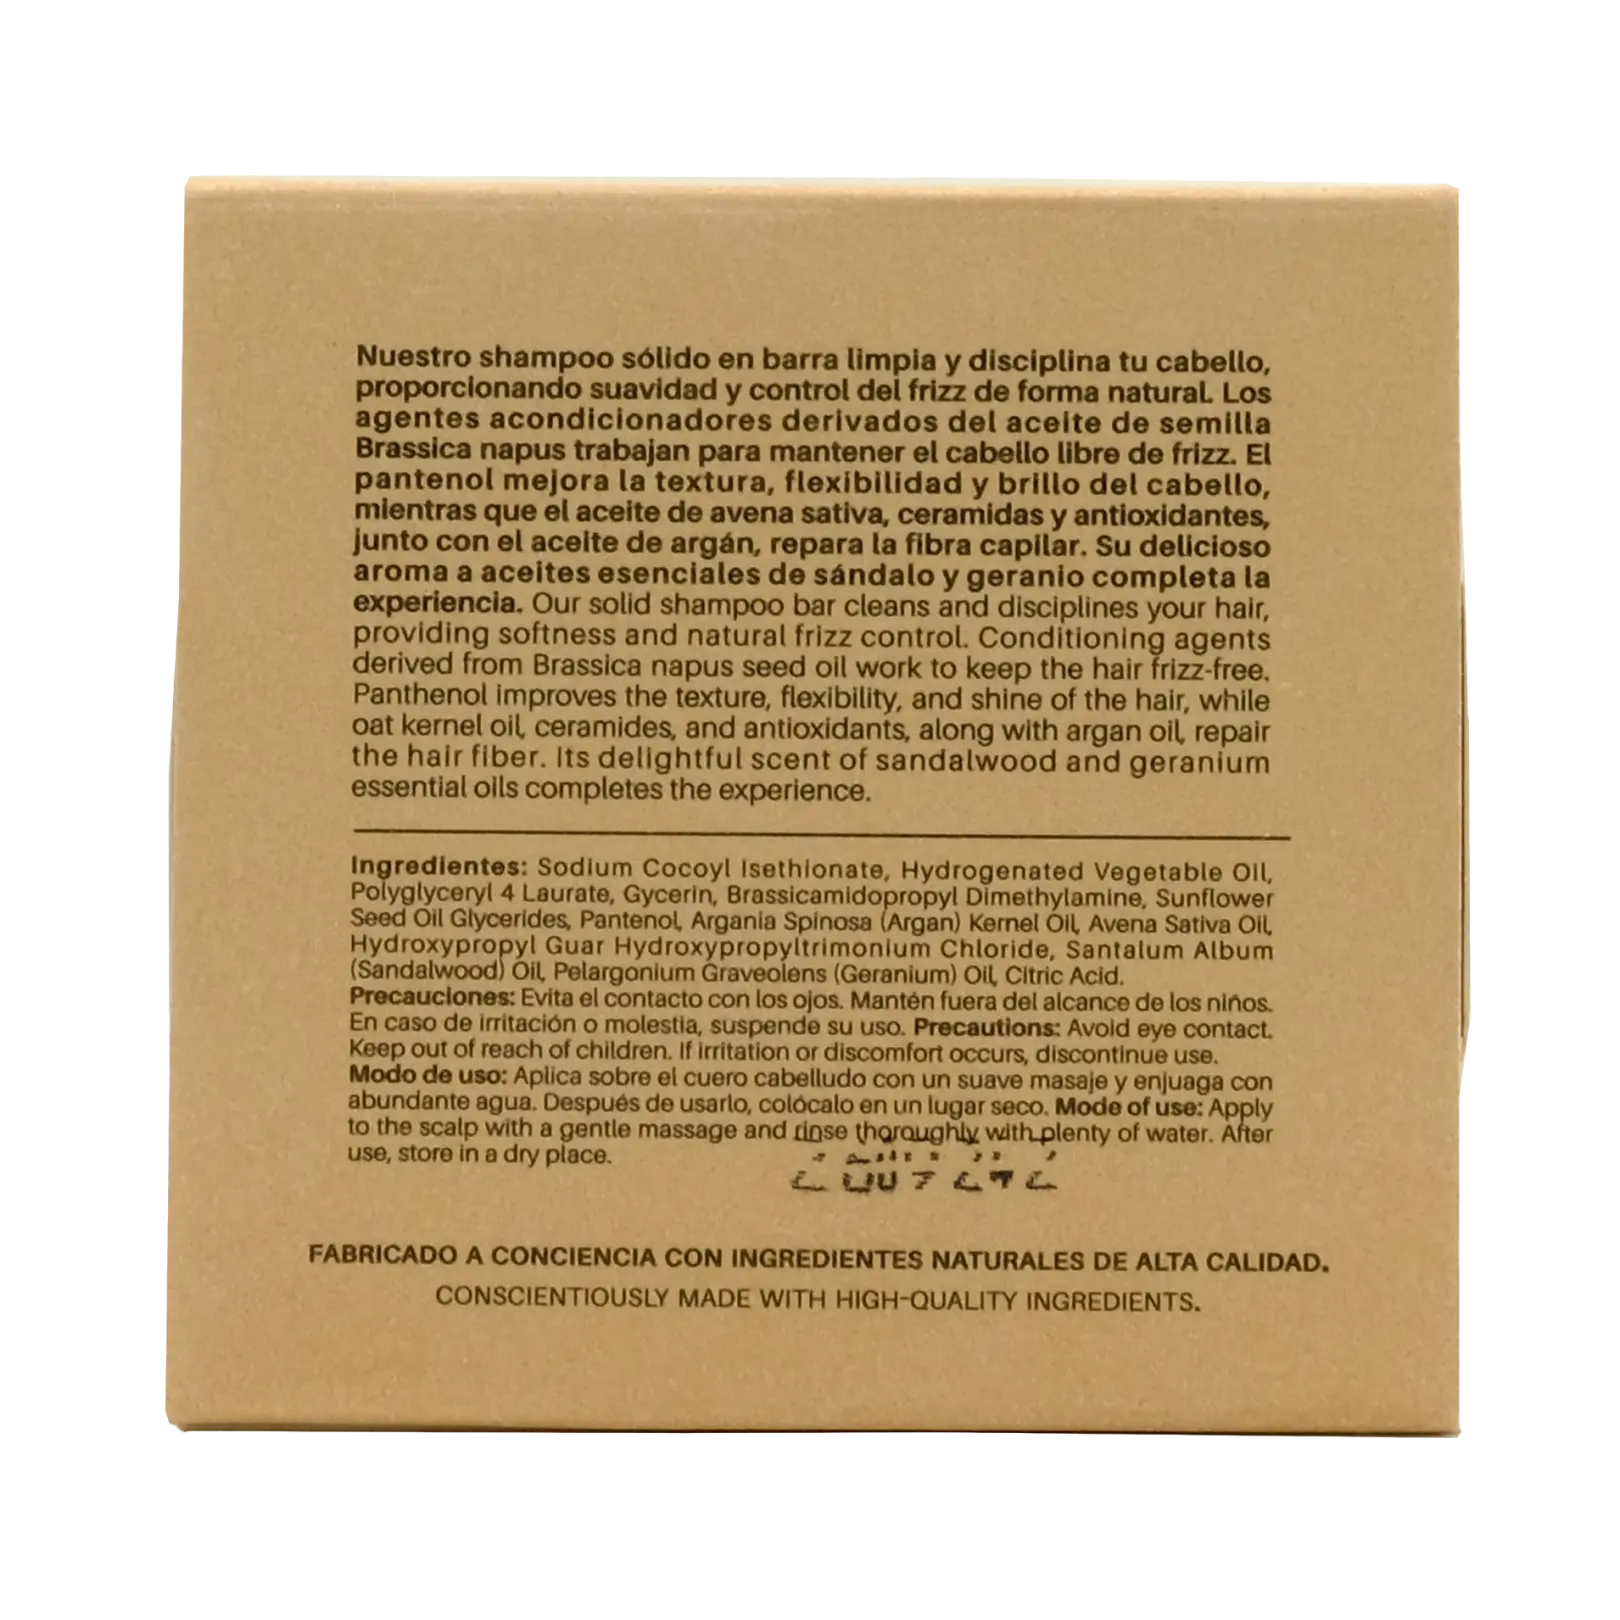 Nuestro shampoo sólido en barra limpia y disciplina tu cabello,
proporcionando suavidad y control del frizz de forma natural. Los
agentes acondicionadores derivados del aceite de semilla
Brassica napus trabajan para mantener el cabello libre de frizz. El
pantenol mejora la textura, flexibilidad y brillo del cabello,
mientras que el aceite de avena sativa, ceramidas y antioxidantes,
junto con el aceite de argán, repara la fibra capilar. Su delicioso
aroma a aceites esenciales de sándalo y geranio completa la
experiencia. Our solid shampoo bar cleans and disciplines your hair,
providing softness and natural frizz control. Conditioning agents
derived from Brassica napus seed oil work to keep the hair frizz-free.
Panthenol improves the texture, flexibility, and shine of the hair, while
oat kernel oil, ceramides, and antioxidants, along with argan oil, repair
the hair fiber. Its delightful scent of sandalwood and geranium
essential oils completes the experience.
Ingredientes: Sodium Cocoyl Isethionate, Hydrogenated Vegetable Oil,
Polyglyceryl 4 Laurate, Gycerin, Brassicamidopropyl Dimethylamine, Sunflower
Seed Oil Glycerides, Pantenol, Argania Spinosa (Argan) Kernel Oil, Avena Sativa Oil,
Hydroxypropyl Guar Hydroxypropyltrimonium Chloride, Santalum Album
(Sandalwood) Oil, Pelargonium Graveolens (Geranium) Oil, Citric Acid.
Precauciones: Evita el contacto con los ojos. Mantén fuera del alcance de los niños.
En caso de irritación o molestia, suspende su uso. Precautions: Avoid eye contact.
Keep out of reach of children. If irritation or discomfort occurs, discontinue use.
Modo de uso: Aplica sobre el cuero cabelludo con un suave masaje y enjuaga con
abundante agua. Después de usarlo, colócalo en un lugar seco. Mode of use: Apply
to the scalp with a gentle massage and rinse thoroughly with plenty of water. After
use, store in a dry place.
FABRICADO A CONCIENCIA CON INGREDIENTES NATURALES DE ALTA CALIDAD.
CONSCIENTIOUSLY MADE WITH HIGH-QUALITY INGREDIENTS.